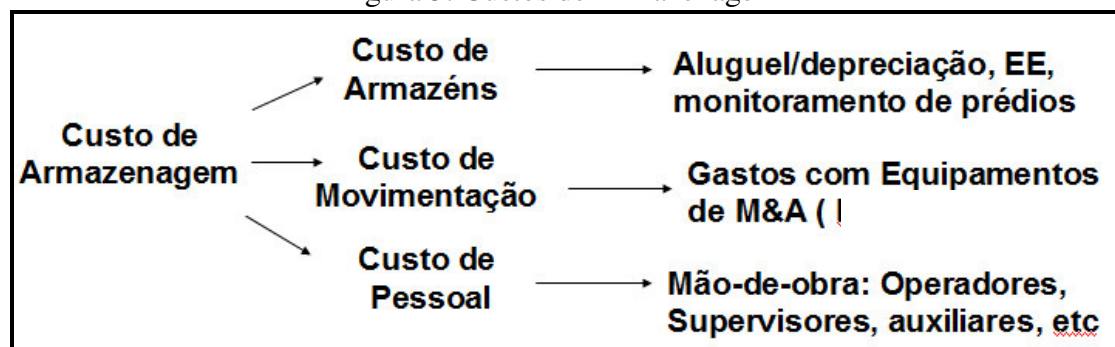 Custo de
Armazéns
Aluguel/depreciação, EE,
monitoramento de prédios
Custo de
Armazenagem
Custo de
Movimentação
Gastos com Equipamentos
de M&A (
Custo de
Pessoal
Mão-de-obra: Operadores,
Supervisores, auxiliares, etc